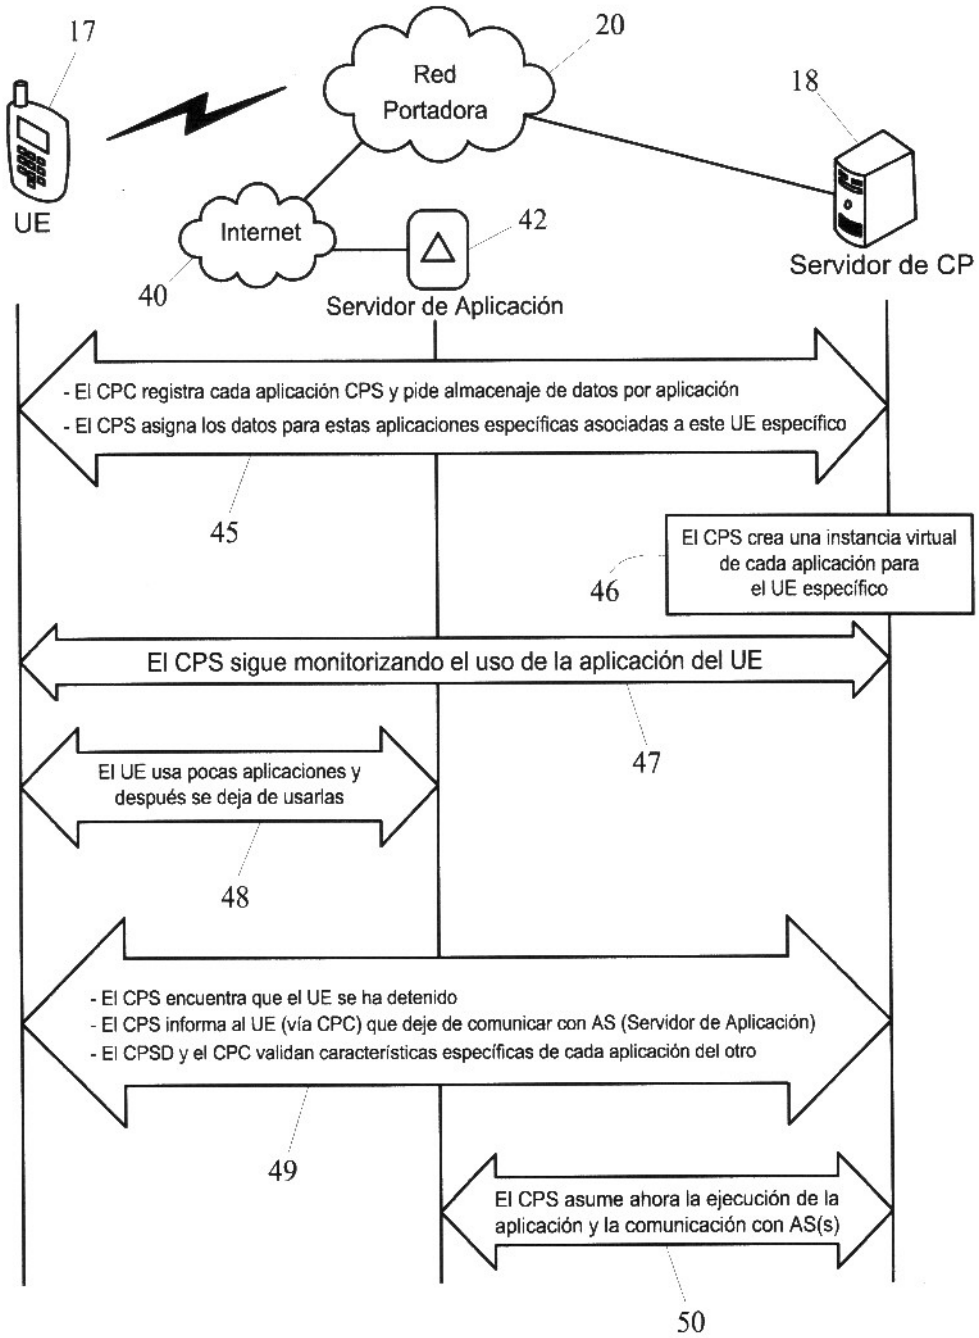 17
20
18
Red
Portadora
UE
Internet
42
40
Servidor de Aplicación
Servidor de CP
- El CPC registra cada aplicación CPS y pide almacenaje de datos por aplicación
- El CPS asigna los datos para estas aplicaciones específicas asociadas a este UE específico
45
El CPS crea una instancia virtual
de cada aplicación para
el UE específico
46
El CPS sigue monitorizando el uso de la aplicación del UE
47
El UE usa pocas aplicaciones y
después se deja de usarlas
48
- El CPS encuentra que el UE se ha detenido
- El CPS informa al UE (vía CPC) que deje de comunicar con AS (Servidor de Aplicación)
- El CPSD y el CPC validan características específicas de cada aplicación del otro
49
El CPS asume ahora la ejecución de la
aplicación y la comunicación con AS(s)
50